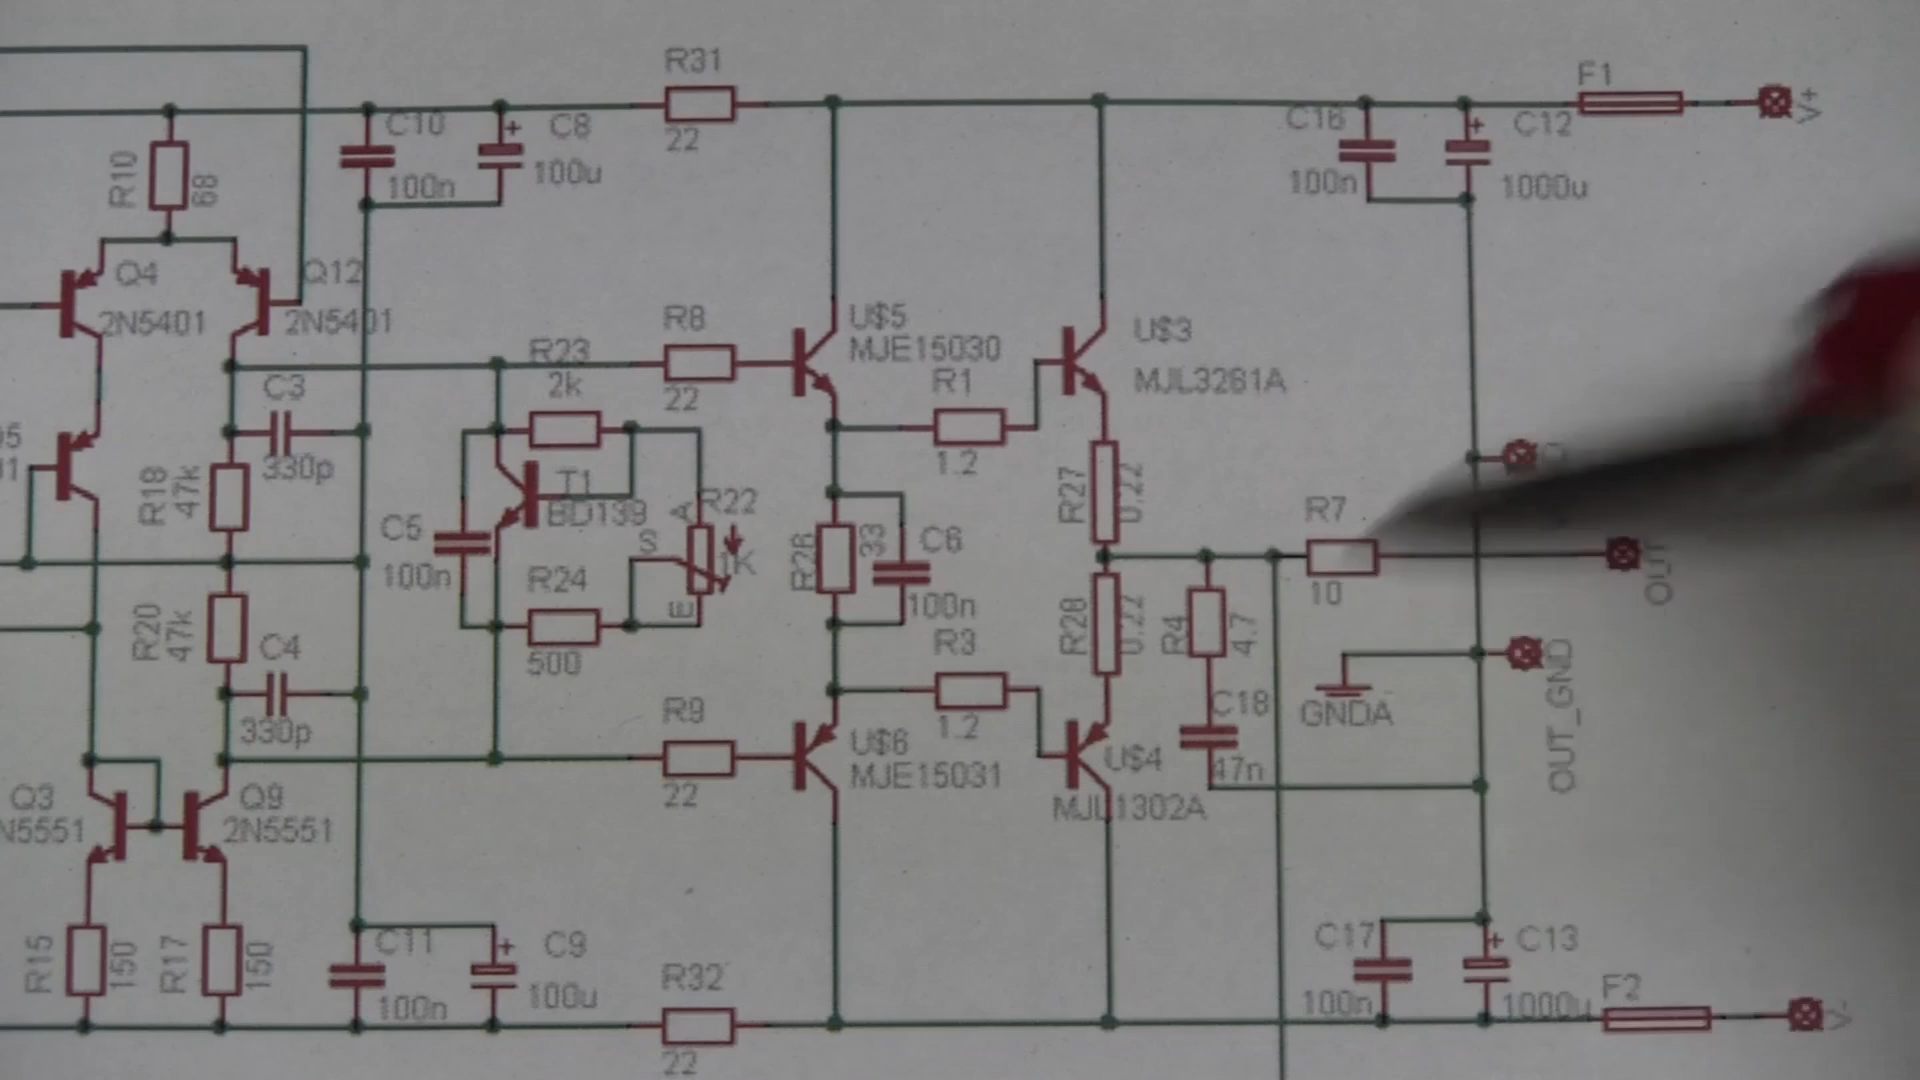 R31
22
F1
V+
C10
100n
C8
100u
C16
100n
C12
1000u
R10
68
Q4
2N5401
Q12
2N5401
R8
22
U$5
MJE15030
U$3
MJL3281A
R23
2k
R1
1.2
C3
330p
R18
47k
T1
BD139
A
R22
1K
S
E
C5
100n
R24
500
R26
33
C6
100n
R27
0.22
R7
10
OUT
R20
47k
C4
330p
R3
1.2
R28
0.22
R4
4.7
C18
47n
GNDA
OUT_GND
R9
22
U$6
MJE15031
U$4
MJL1302A
Q3
N5551
Q9
2N5551
R15
150
R17
150
C11
100n
C9
100u
R32
22
C17
100n
C13
1000u
F2